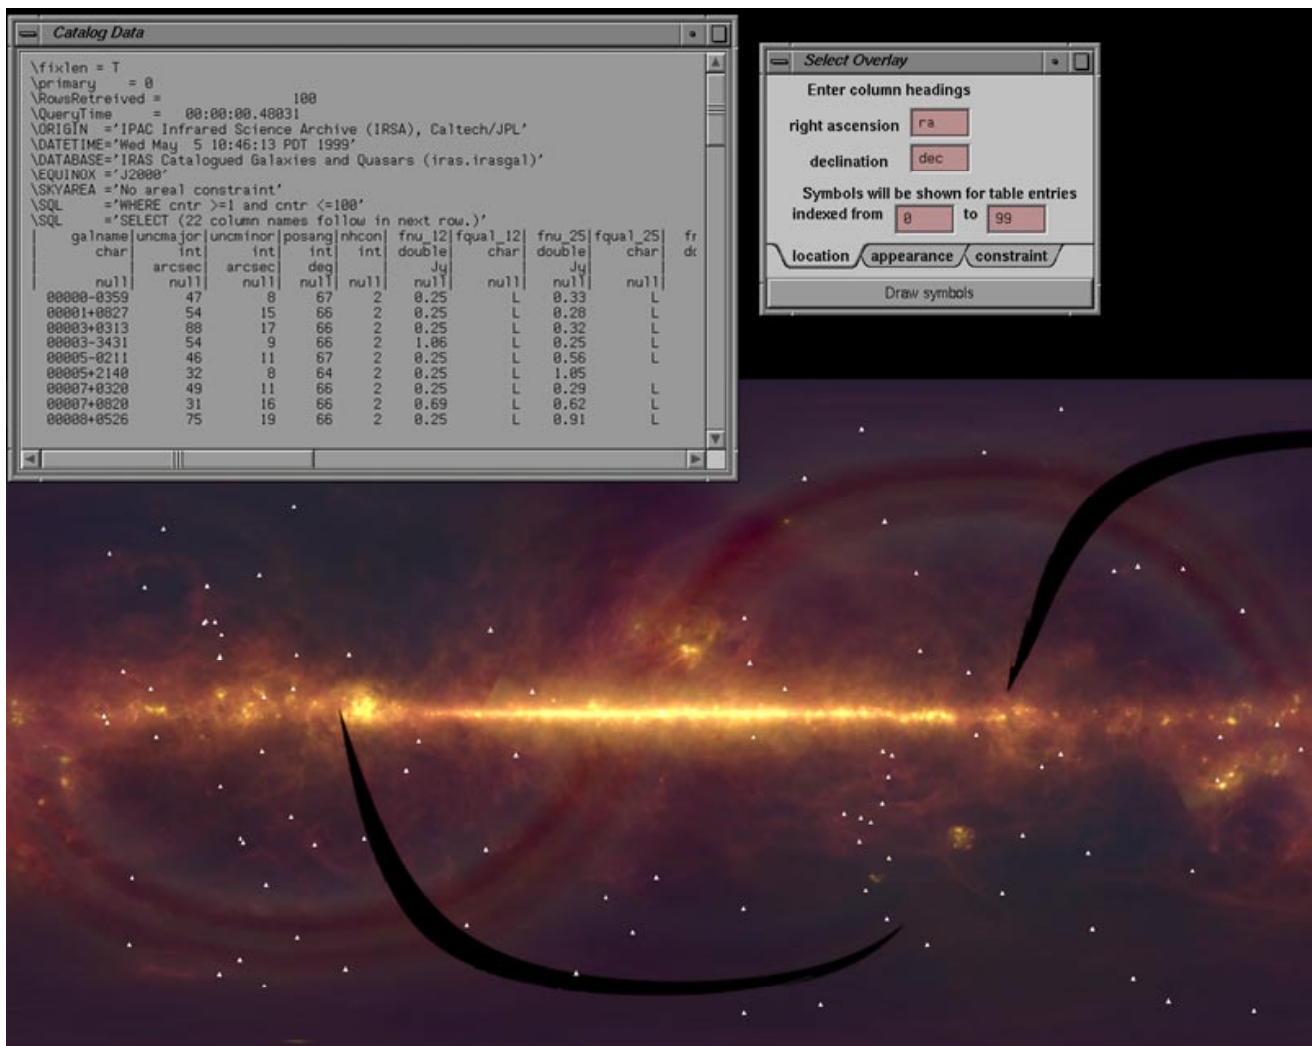 Catalog Data
\fixlen = T
\primary    = 0
\RowsRetreived =                 100
\QueryTime    =   00:00:00.48031
\ORIGIN  ='IPAC Infrared Science Archive (IRSA), Caltech/JPL'
\DATETIME='Wed May  5 10:46:13 PDT 1999'
\DATABASE='IRAS Catalogued Galaxies and Quasars (iras.irasgal)'
\EQUINOX ='J2000'
\SKYAREA ='No areal constraint'
\SQL     ='WHERE cntr >=1 and cntr <=100'
\SQL     ='SELECT (22 column names follow in next row.)'
|    galname|uncmajor|uncminor|posang|nhcon|  fnu_12|fqual_12|  fnu_25|fqual_25|    fr
|       char|     int|     int|   int|  int|  double|    char|  double|    char|    do
|           |  arcsec|  arcsec|   deg|     |      Jy|        |      Jy|        |
|       null|    null|    null|  null| null|    null|    null|    null|    null|
00000-0359 47 8 67 2 0.25 L 0.33 L
00001+0827 54 15 66 2 0.25 L 0.28 L
00003+0313 88 17 66 2 0.25 L 0.32 L
00003-3431 54 9 66 2 1.06 L 0.25 L
00005-0211 46 11 67 2 0.25 L 0.56 L
00005+2140 32 8 64 2 0.25 L 1.05
00007+0320 49 11 66 2 0.25 L 0.29 L
00007+0820 31 16 66 2 0.69 L 0.62 L
00008+0526 75 19 66 2 0.25 L 0.91 L
Select Overlay
Enter column headings
right ascension ra
declination dec
Symbols will be shown for table entries
indexed from 0 to 99
location appearance constraint
Draw symbols